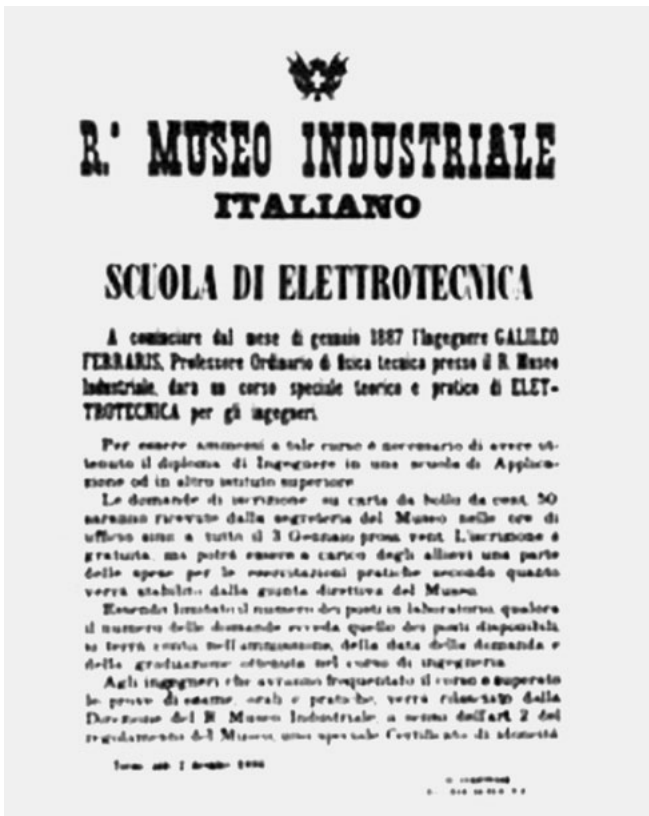 R.º MUSEO INDUSTRIALE
ITALIANO
SCUOLA DI ELETTROTECNICA
A cominciare dal mese di gennaio 1887 l'Ingegnere GALILEO
FERRARIS, Professore Ordinario di fisica tecnica presso il R. Museo
Industriale, darà un corso speciale teorico e pratico di ELET-
TROTECNICA per gli ingegneri
Per essere ammessi a tale corso è necessario di avere ot-
tenuto il diploma di Ingegnere in una scuola di Applica-
zione od in altro istituto superiore
Le domande di iscrizione su carta da bollo da cent. 50
saranno ricevute dalla segreteria del Museo nelle ore di
ufficio sino a tutto il 3 Gennaio pross. vent. L'iscrizione è
gratuita, ma potrà essere a carico degli allievi una parte
delle spese per le esercitazioni pratiche secondo quanto
verrà stabilito dalla giunta direttiva del Museo
Essendo limitato il numero dei posti in laboratorio, qualora
il numero delle domande ecceda quello dei posti disponibili,
si terrà conto nell'ammissione, della data della domanda e
della graduazione ottenuta nel corso di ingegneria
Agli ingegneri che avranno frequentato il corso e superato
le prove di esame, orali e pratiche, verrà rilasciato dalla
Direzione del R. Museo Industriale, a senso dell'art. 2 del
regolamento del Museo, uno speciale Certificato di idoneità